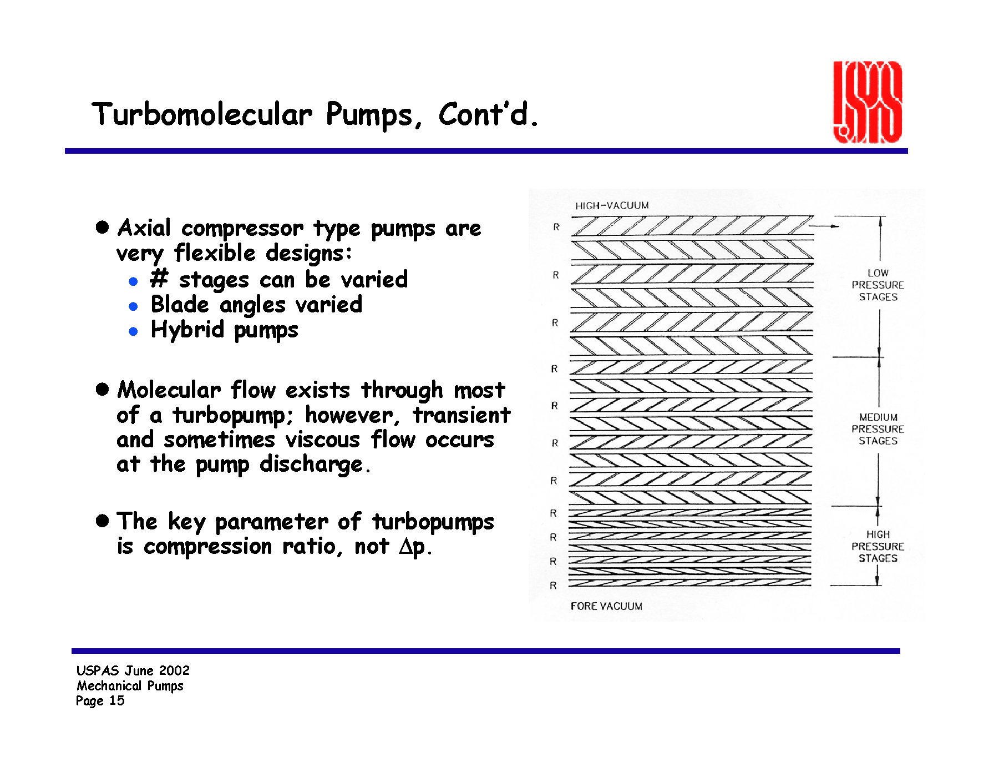 Turbomolecular Pumps, Cont'd.
USPAS
Axial compressor type pumps are
very flexible designs:
# stages can be varied
Blade angles varied
Hybrid pumps
Molecular flow exists through most
of a turbopump; however, transient
and sometimes viscous flow occurs
at the pump discharge.
The key parameter of turbopumps
is compression ratio, not Δp.
HIGH-VACUUM
R
R
R
R
R
R
R
R
R
R
R
LOW
PRESSURE
STAGES
MEDIUM
PRESSURE
STAGES
HIGH
PRESSURE
STAGES
FORE VACUUM
USPAS June 2002
Mechanical Pumps
Page 15